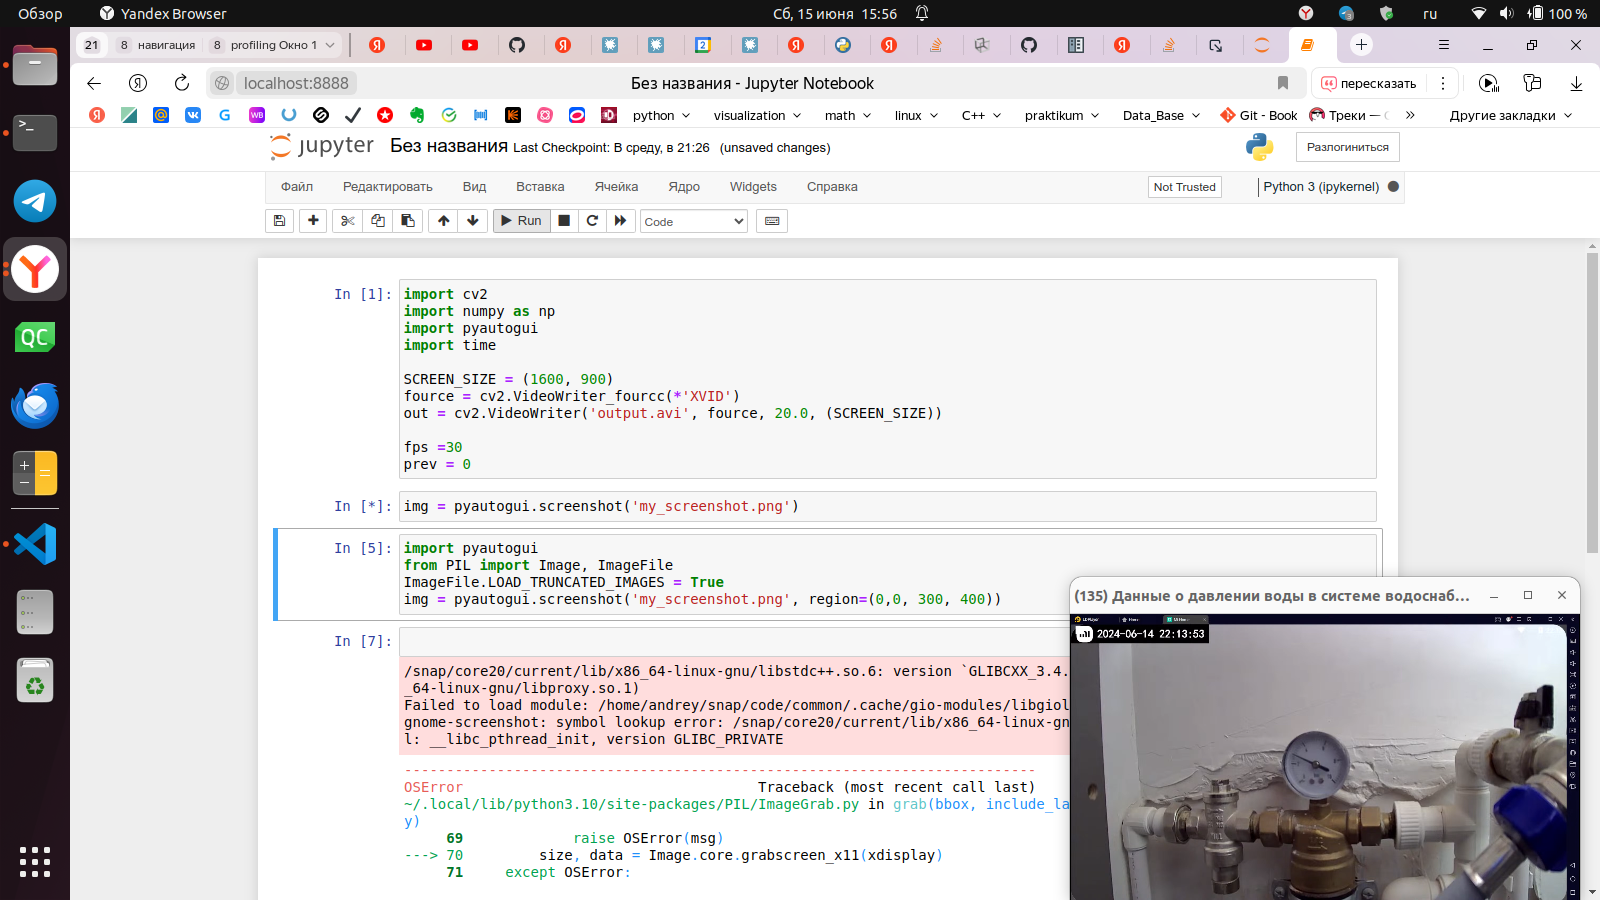 Обзор
Yandex Browser
Сб, 15 июня 15:56
ru
100 %
21
8 навигация
8 profiling Окно 1
localhost:8888
Без названия - Jupyter Notebook
пересказать
python
visualization
math
linux
C++
praktikum
Data_Base
Git - Book
Треки —
Другие закладки
jupyter
Без названия Last Checkpoint: В среду, в 21:26 (unsaved changes)
Разлогиниться
Файл
Редактировать
Вид
Вставка
Ячейка
Ядро
Widgets
Справка
Not Trusted
Python 3 (ipykernel)
Run
Code
In [1]:
import cv2
import numpy as np
import pyautogui
import time
SCREEN_SIZE = (1600, 900)
fource = cv2.VideoWriter_fourcc(*'XVID')
out = cv2.VideoWriter('output.avi', fource, 20.0, (SCREEN_SIZE))
fps =30
prev = 0
In [*]:
img = pyautogui.screenshot('my_screenshot.png')
In [5]:
import pyautogui
from PIL import Image, ImageFile
ImageFile.LOAD_TRUNCATED_IMAGES = True
img = pyautogui.screenshot('my_screenshot.png', region=(0,0, 300, 400))
In [7]:
/snap/core20/current/lib/x86_64-linux-gnu/libstdc++.so.6: version `GLIBCXX_3.4.
_64-linux-gnu/libproxy.so.1)
Failed to load module: /home/andrey/snap/code/common/.cache/gio-modules/libgiol
gnome-screenshot: symbol lookup error: /snap/core20/current/lib/x86_64-linux-gn
l: __libc_pthread_init, version GLIBC_PRIVATE
---------------------------------------------------------------------------
OSError Traceback (most recent call last)
~/.local/lib/python3.10/site-packages/PIL/ImageGrab.py in grab(bbox, include_la
y)
69 raise OSError(msg)
---> 70 size, data = Image.core.grabscreen_x11(xdisplay)
71 except OSError:
(135) Данные о давлении воды в системе водоснаб...
2024-06-14 22:13:53